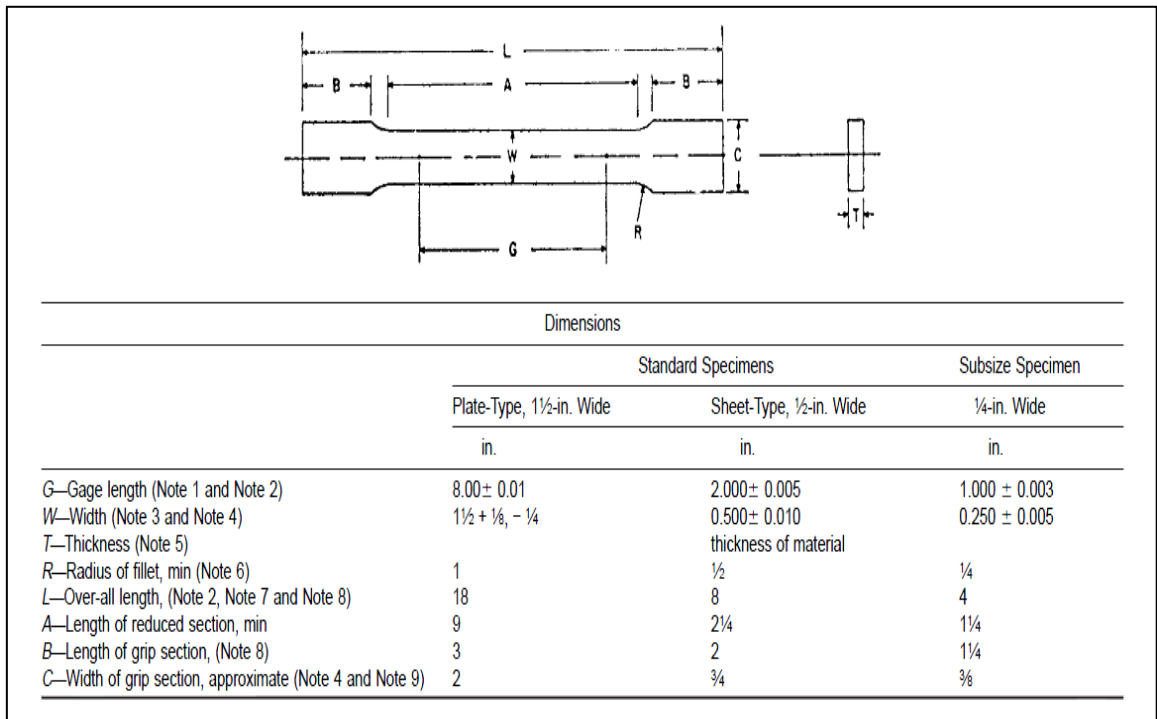 L
B A B
W C
T
R
G
Dimensions
Standard Specimens Subsize Specimen
Plate-Type, 1½-in. Wide Sheet-Type, ½-in. Wide ¼-in. Wide
in. in. in.
G—Gage length (Note 1 and Note 2) 8.00± 0.01 2.000± 0.005 1.000 ± 0.003
W—Width (Note 3 and Note 4) 1½ + ⅛, − ¼ 0.500± 0.010 0.250 ± 0.005
T—Thickness (Note 5) thickness of material
R—Radius of fillet, min (Note 6) 1 ½ ¼
L—Over-all length, (Note 2, Note 7 and Note 8) 18 8 4
A—Length of reduced section, min 9 2¼ 1¼
B—Length of grip section, (Note 8) 3 2 1¼
C—Width of grip section, approximate (Note 4 and Note 9) 2 ¾ ⅜